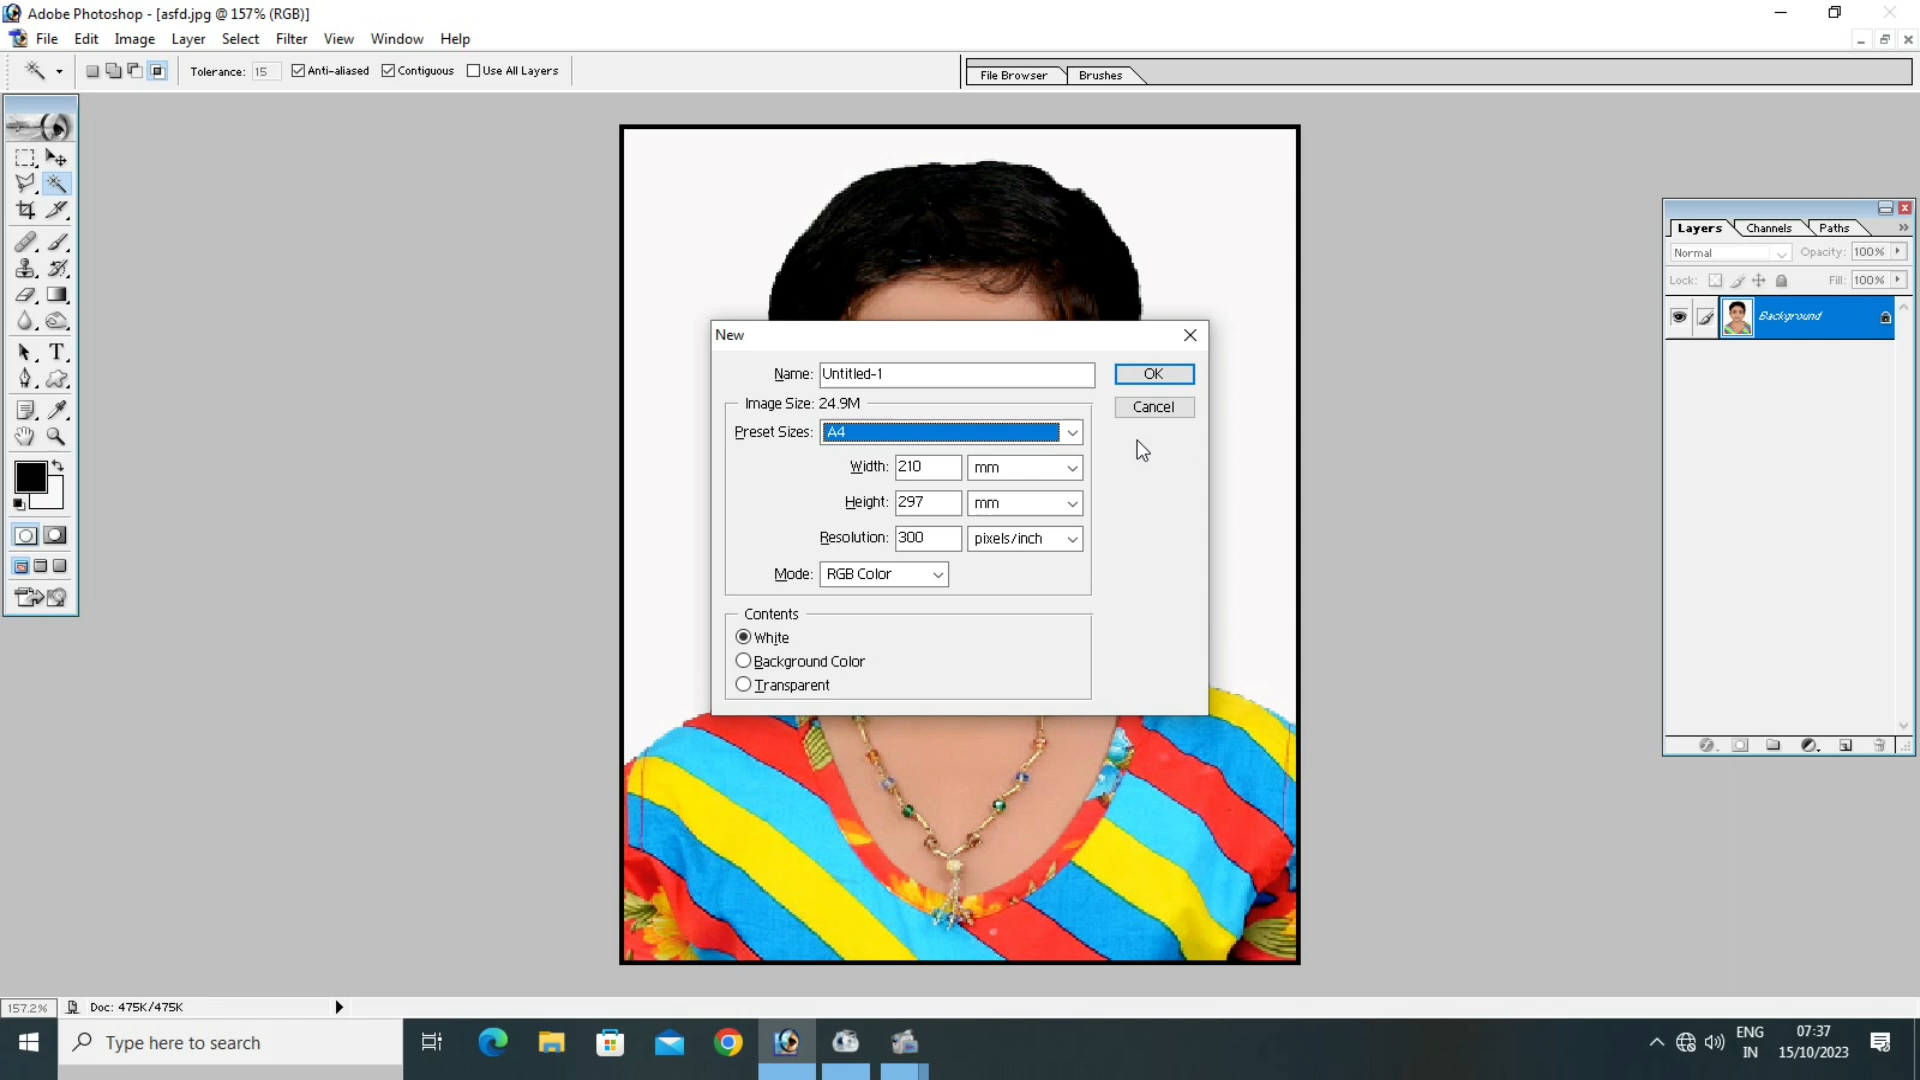 Adobe Photoshop - [asfd.jpg @ 157% (RGB)]
File Edit Image Layer Select Filter View Window Help
Tolerance: 15 Anti-aliased Contiguous Use All Layers File Browser Brushes
Layers Channels Paths
Normal Opacity: 100%
Lock: Fill: 100%
Background
New
Name: Untitled-1 OK
Image Size: 24.9M Cancel
Preset Sizes: A4
Width: 210 mm
Height: 297 mm
Resolution: 300 pixels/inch
Mode: RGB Color
Contents
White
Background Color
Transparent
157.2% Doc: 475K/475K
Type here to search
ENG 07:37
IN 15/10/2023